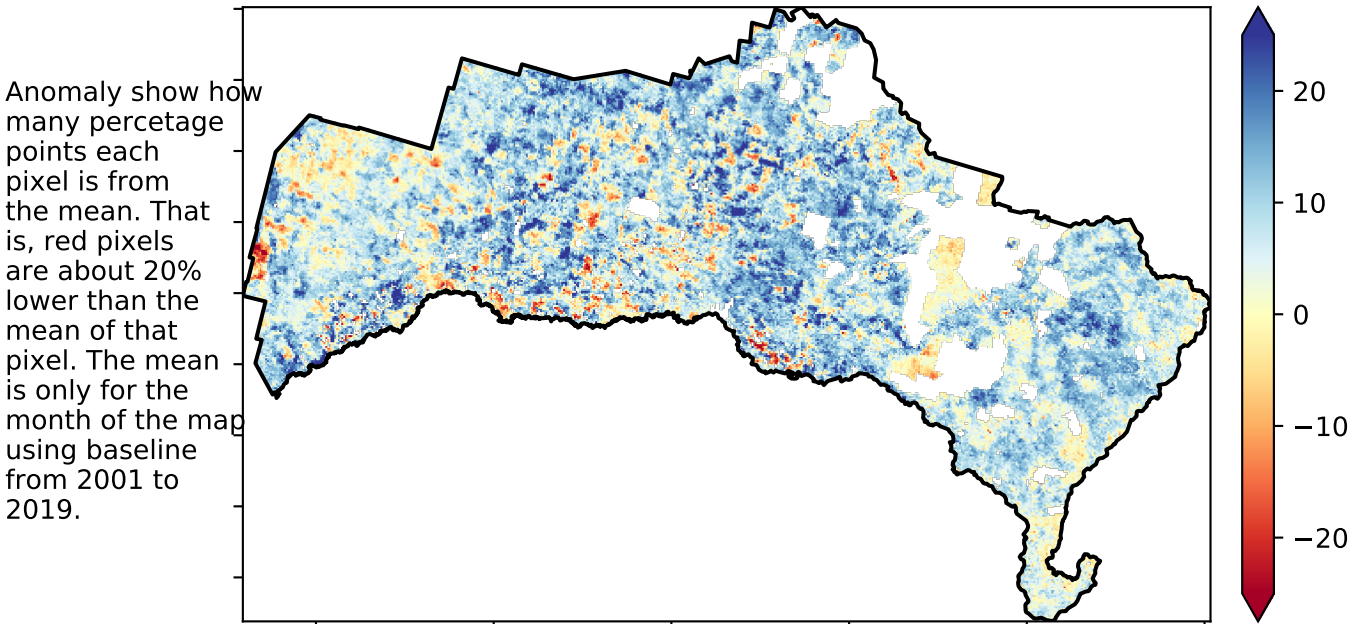 Anomaly show how
many percetage
points each
pixel is from
the mean. That
is, red pixels
are about 20%
lower than the
mean of that
pixel. The mean
is only for the
month of the map
using baseline
from 2001 to
2019.
20
10
0
−10
−20